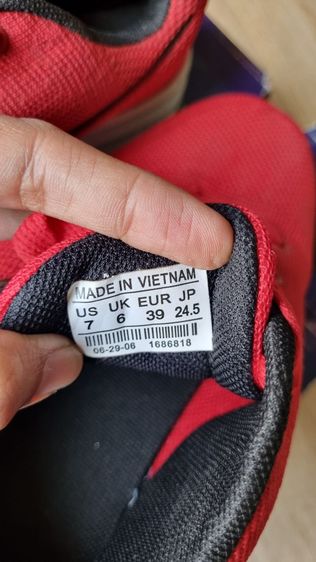 MADE IN VIETNAM
US UK EUR JP
7 6 39 24.5
06-29-06 1686818